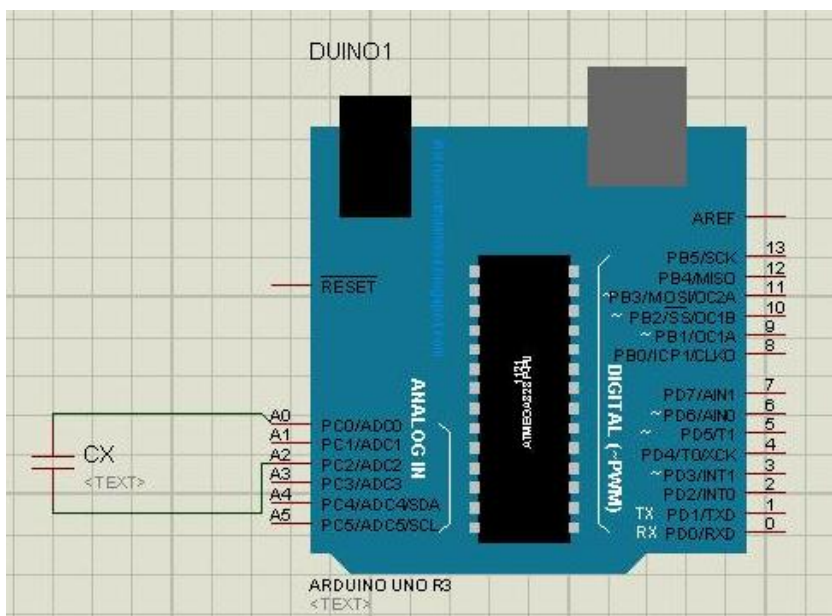 DUINO1
AREF
RESET
PB5/SCK 13
PB4/MISO 12
~PB3/MOSI/OC2A 11
~PB2/SS/OC1B 10
~PB1/OC1A 9
PB0/ICP1/CLKO 8
ANALOG IN
DIGITAL (~PWM)
A0 PC0/ADC0
A1 PC1/ADC1
A2 PC2/ADC2
A3 PC3/ADC3
A4 PC4/ADC4/SDA
A5 PC5/ADC5/SCL
CX
<TEXT>
PD7/AIN1 7
~PD6/AIN0 6
~PD5/T1 5
PD4/T0/XCK 4
~PD3/INT1 3
PD2/INT0 2
TX PD1/TXD 1
RX PD0/RXD 0
ARDUINO UNO R3
<TEXT>